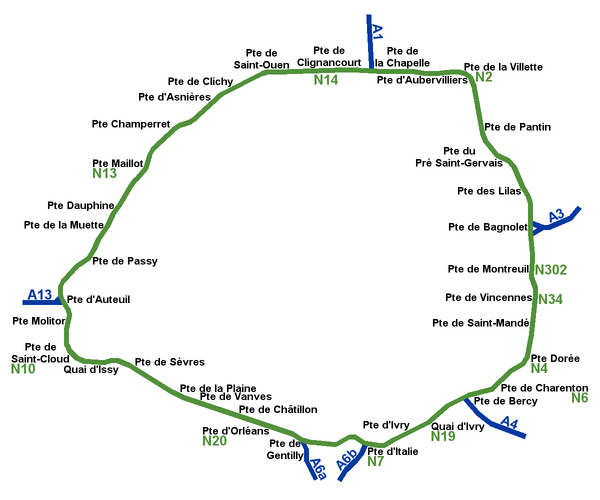 A1
Pte de
Saint-Ouen
Pte de
Clignancourt
N14
Pte de
la Chapelle
Pte d'Aubervilliers
Pte de la Villette
N2
Pte de Clichy
Pte d'Asnières
Pte Champerret
Pte de Pantin
Pte du
Pré Saint-Gervais
Pte Maillot
N13
Pte des Lilas
Pte Dauphine
Pte de la Muette
Pte de Bagnolet
A3
Pte de Passy
Pte de Montreuil
N302
A13
Pte d'Auteuil
Pte de Vincennes
N34
Pte Molitor
Pte de Saint-Mandé
Pte de
Saint-Cloud
N10
Quai d'Issy
Pte de Sèvres
Pte Dorée
N4
Pte de la Plaine
Pte de Vanves
Pte de Charenton
N6
Pte de Bercy
A4
Pte de Châtillon
Pte d'Orléans
N20
Pte d'Ivry
Quai d'Ivry
N19
Pte de
Gentilly
A6a
A6b
Pte d'Italie
N7